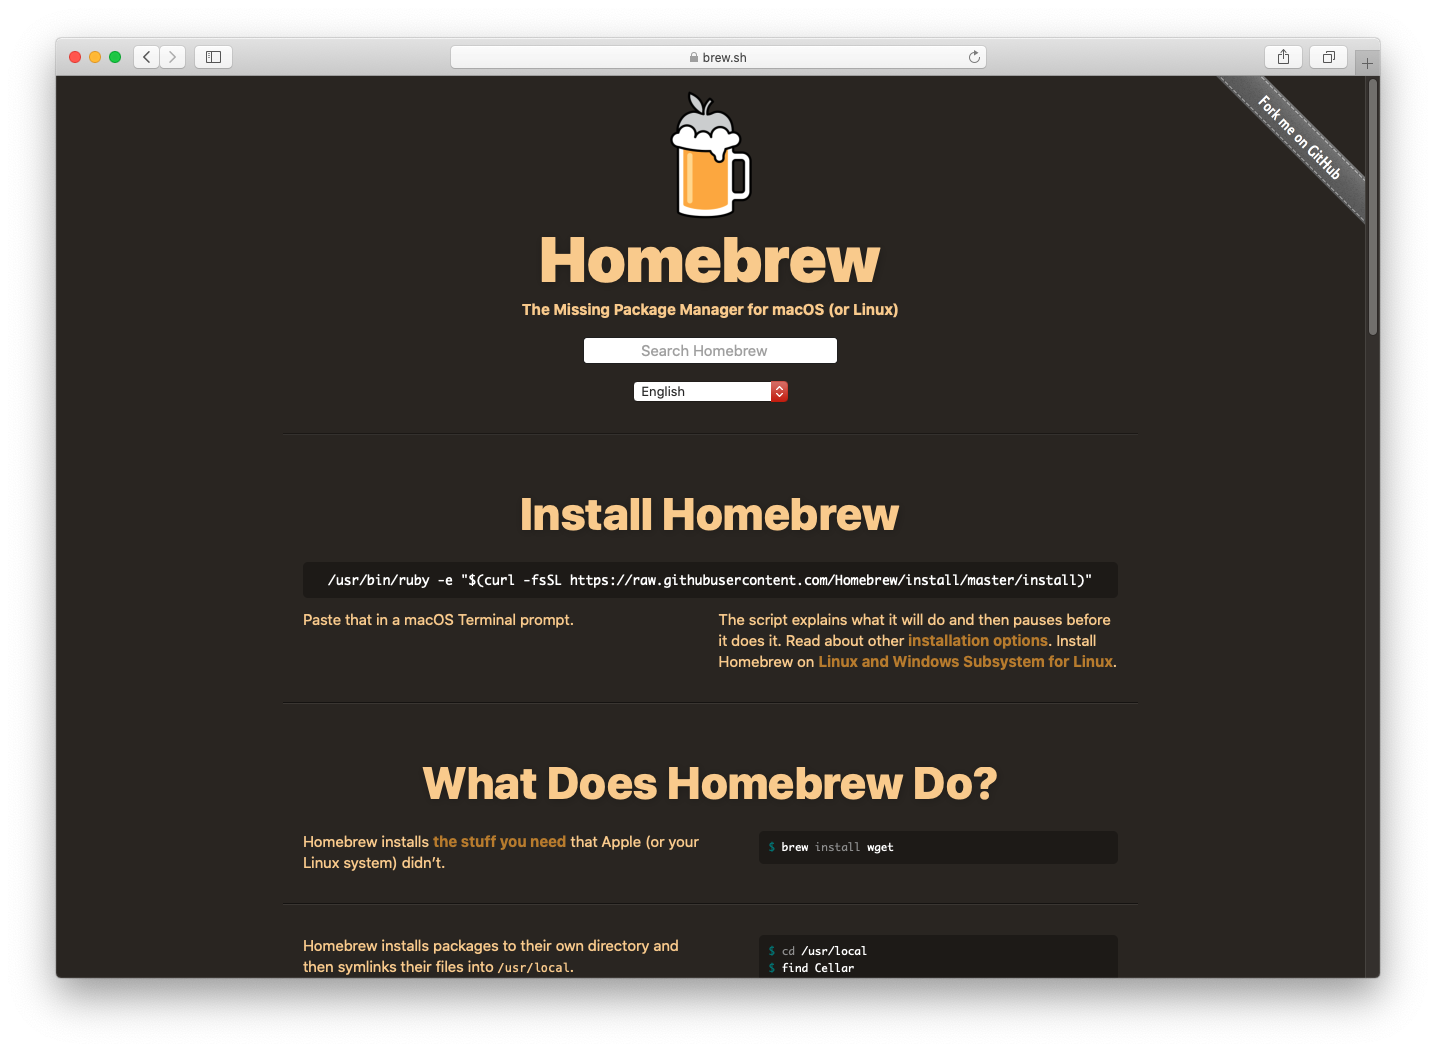 brew.sh
Fork me on GitHub
Homebrew
The Missing Package Manager for macOS (or Linux)
Search Homebrew
English
Install Homebrew
/usr/bin/ruby -e "$(curl -fsSL https://raw.githubusercontent.com/Homebrew/install/master/install)"
Paste that in a macOS Terminal prompt.
The script explains what it will do and then pauses before
it does it. Read about other installation options. Install
Homebrew on Linux and Windows Subsystem for Linux.
What Does Homebrew Do?
Homebrew installs the stuff you need that Apple (or your
Linux system) didn’t.
$ brew install wget
Homebrew installs packages to their own directory and
then symlinks their files into /usr/local.
$ cd /usr/local
$ find Cellar